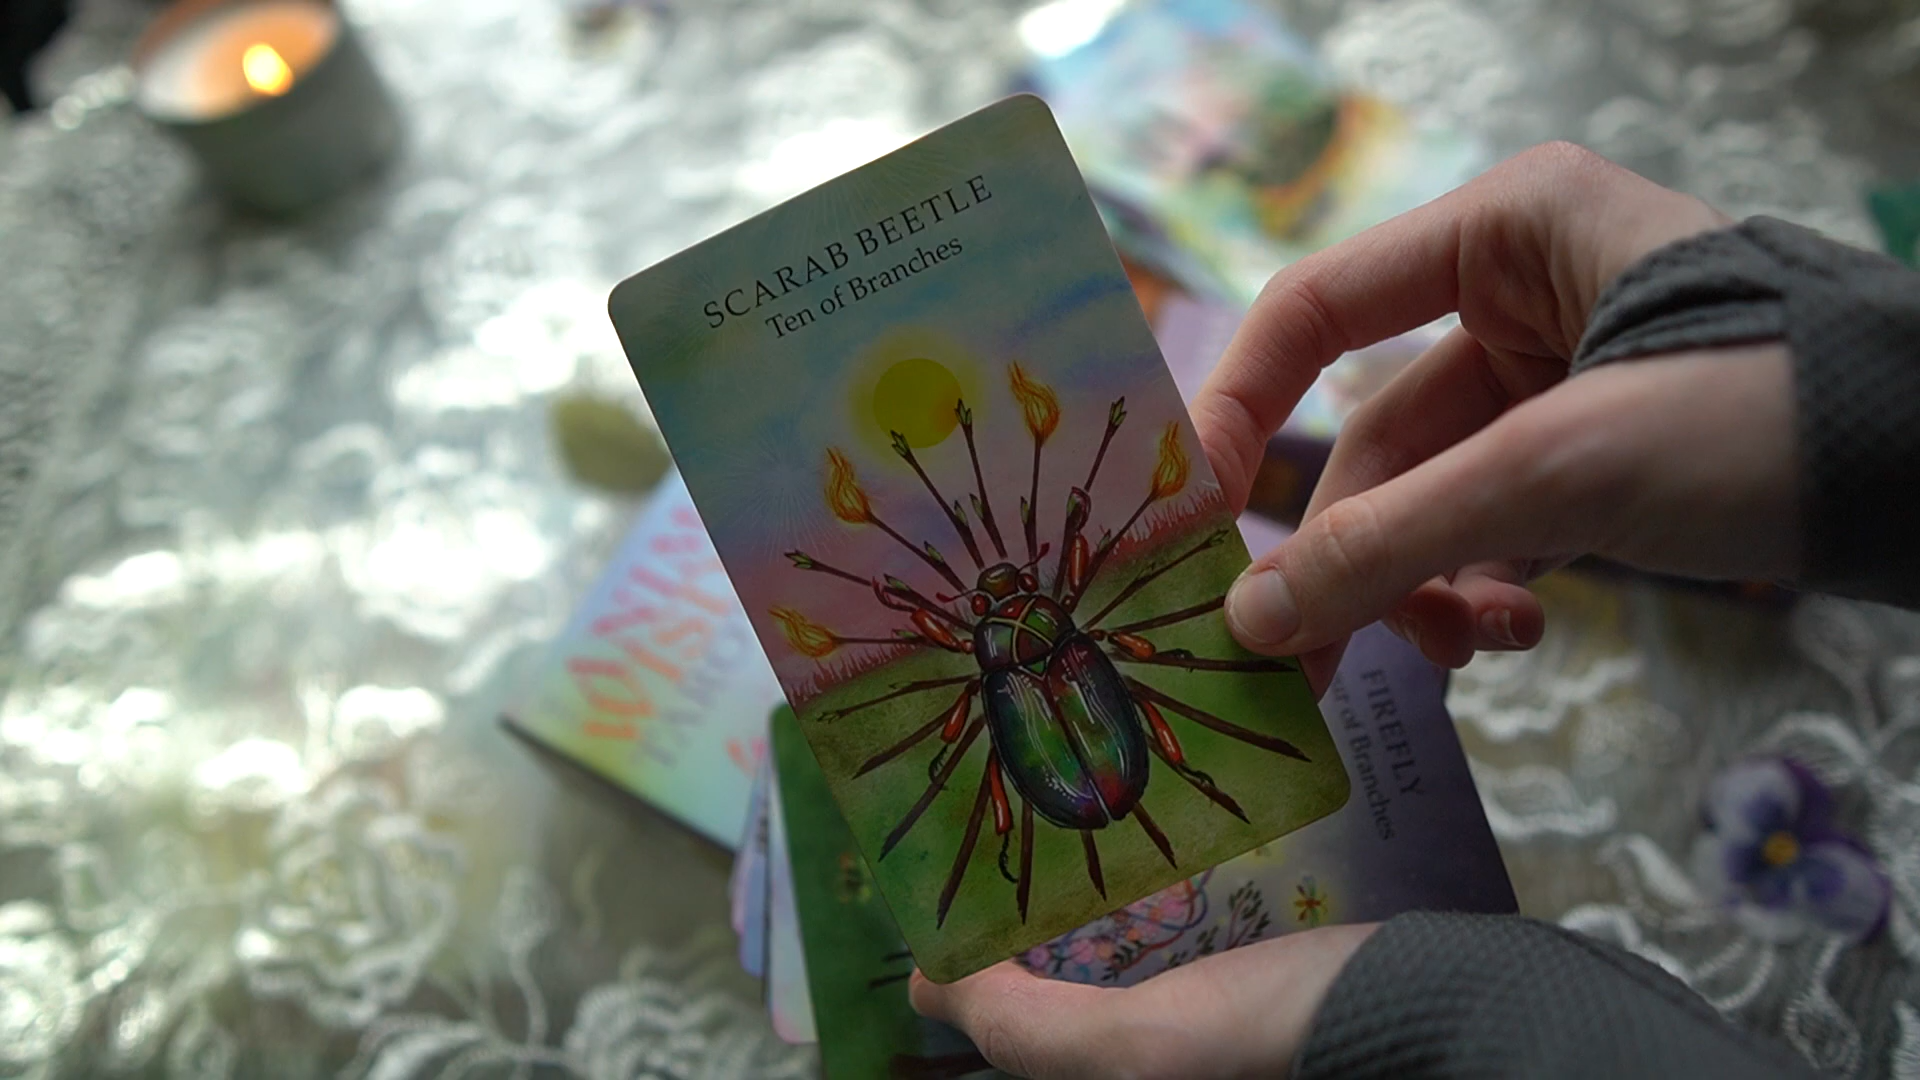 SCARAB BEETLE
Ten of Branches
FIREFLY
of Branches